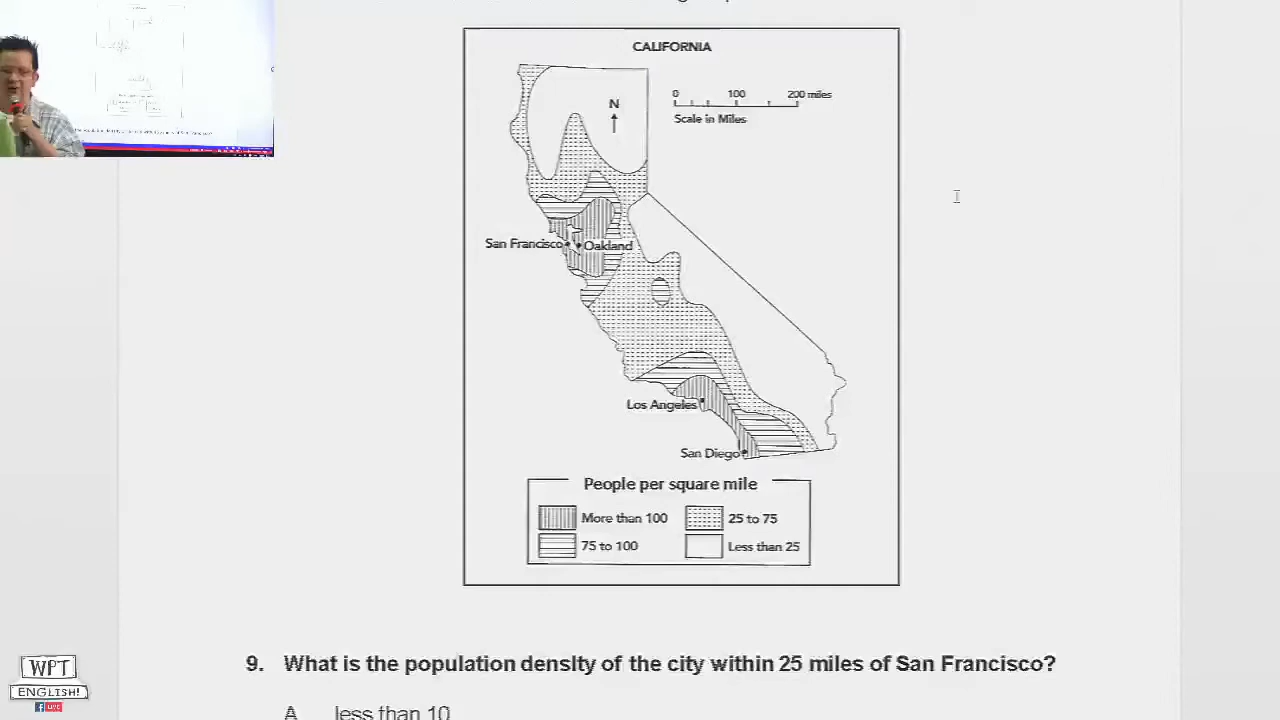 CALIFORNIA
N
0 100 200 miles
Scale in Miles
San Francisco
Oakland
Los Angeles
San Diego
People per square mile
More than 100
25 to 75
75 to 100
Less than 25
9. What is the population density of the city within 25 miles of San Francisco?
A less than 10
WPT
ENGLISH!
f LIVE